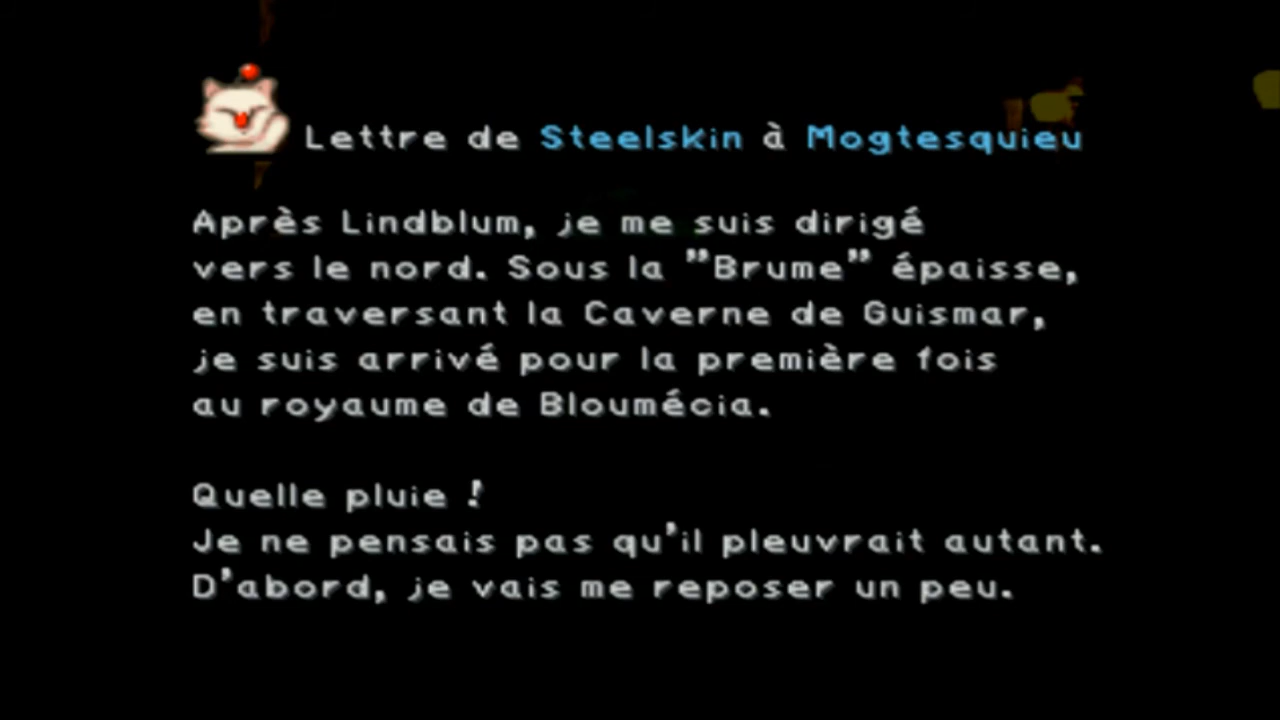 Lettre de Steelskin à Mogtesquieu
Après Lindblum, je me suis dirigé
vers le nord. Sous la "Brume" épaisse,
en traversant la Caverne de Guismar,
je suis arrivé pour la première fois
au royaume de Bloumécia.
Quelle pluie !
Je ne pensais pas qu'il pleuvrait autant.
D'abord, je vais me reposer un peu.